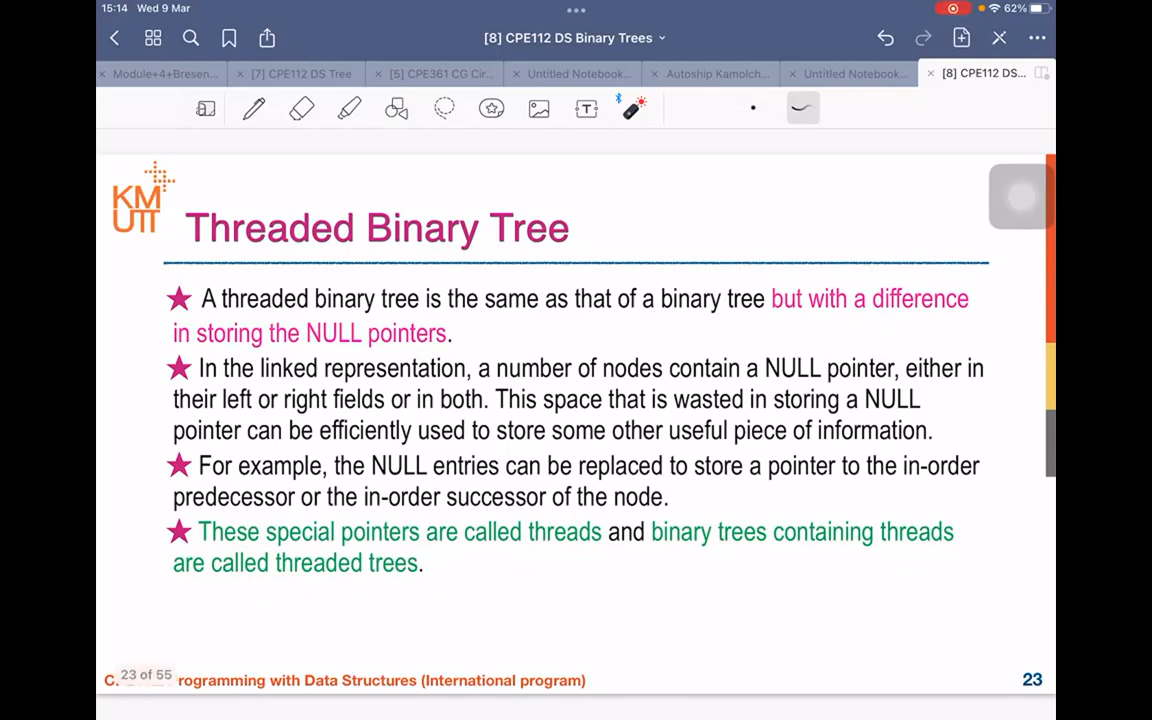 15:14 Wed 9 Mar
62%
[8] CPE112 DS Binary Trees
Module+4+Bresen...
[7] CPE112 DS Tree
[5] CPE361 CG Cir...
Untitled Notebook...
Autoship Kamolch...
Untitled Notebook...
[8] CPE112 DS...
T
KM
UTT
Threaded Binary Tree
A threaded binary tree is the same as that of a binary tree but with a difference
in storing the NULL pointers.
In the linked representation, a number of nodes contain a NULL pointer, either in
their left or right fields or in both. This space that is wasted in storing a NULL
pointer can be efficiently used to store some other useful piece of information.
For example, the NULL entries can be replaced to store a pointer to the in-order
predecessor or the in-order successor of the node.
These special pointers are called threads and binary trees containing threads
are called threaded trees.
23 of 55
rogramming with Data Structures (International program)
23